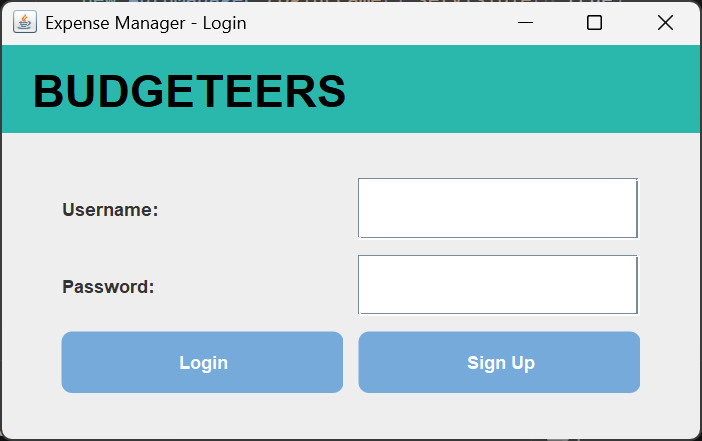 Expense Manager - Login
BUDGETEERS
Username:
Password:
Login
Sign Up